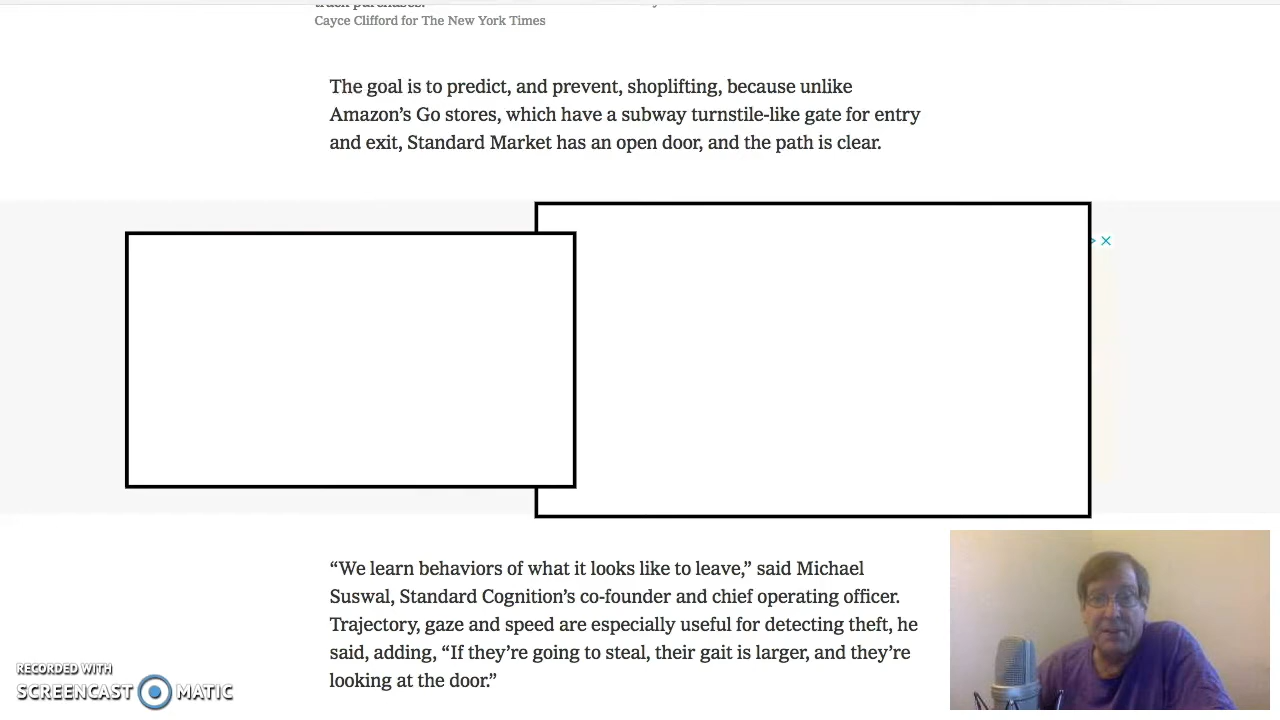 Cayce Clifford for The New York Times
The goal is to predict, and prevent, shoplifting, because unlike
Amazon’s Go stores, which have a subway turnstile-like gate for entry
and exit, Standard Market has an open door, and the path is clear.
“We learn behaviors of what it looks like to leave,” said Michael
Suswal, Standard Cognition’s co-founder and chief operating officer.
Trajectory, gaze and speed are especially useful for detecting theft, he
said, adding, “If they’re going to steal, their gait is larger, and they’re
looking at the door.”
RECORDED WITH
SCREENCAST MATIC